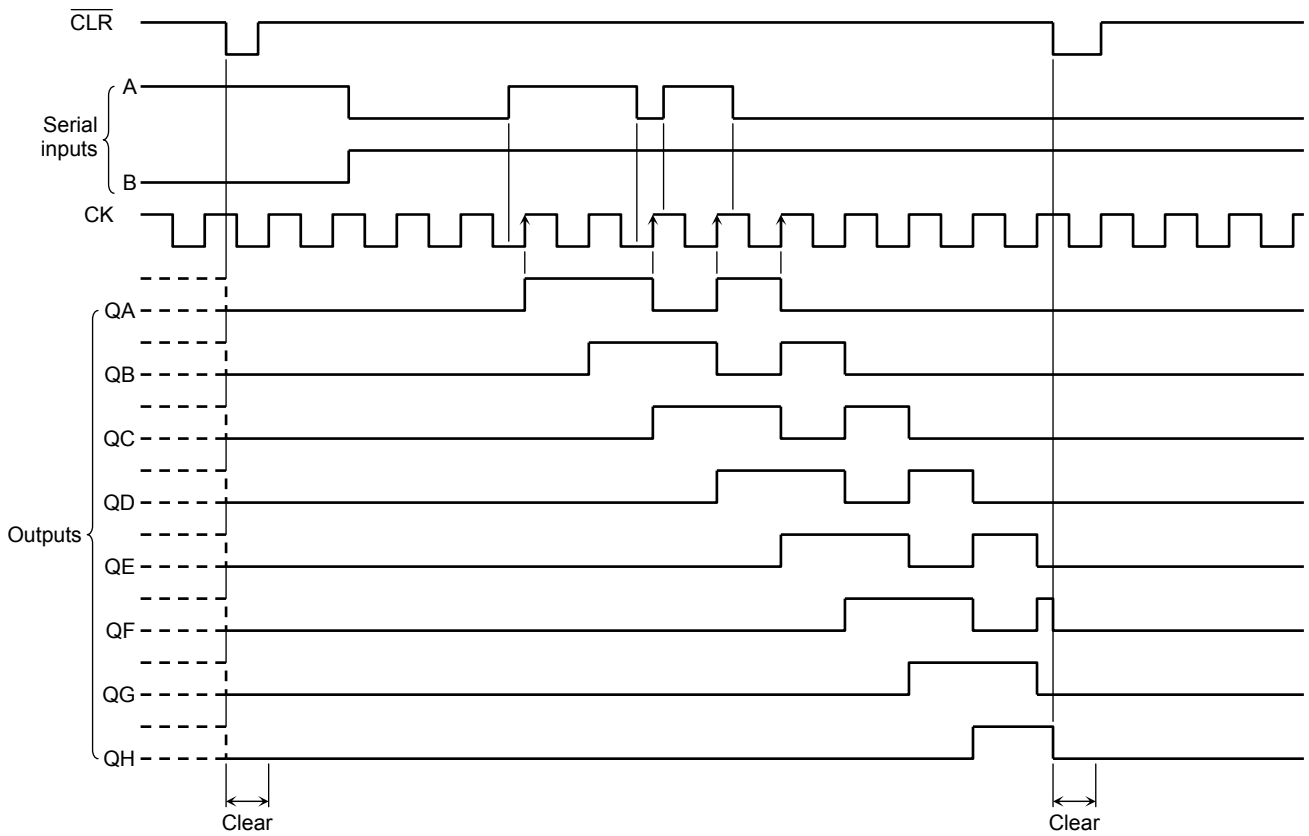 CLR
A
Serial
inputs
B
CK
QA
QB
QC
QD
Outputs
QE
QF
QG
QH
Clear Clear